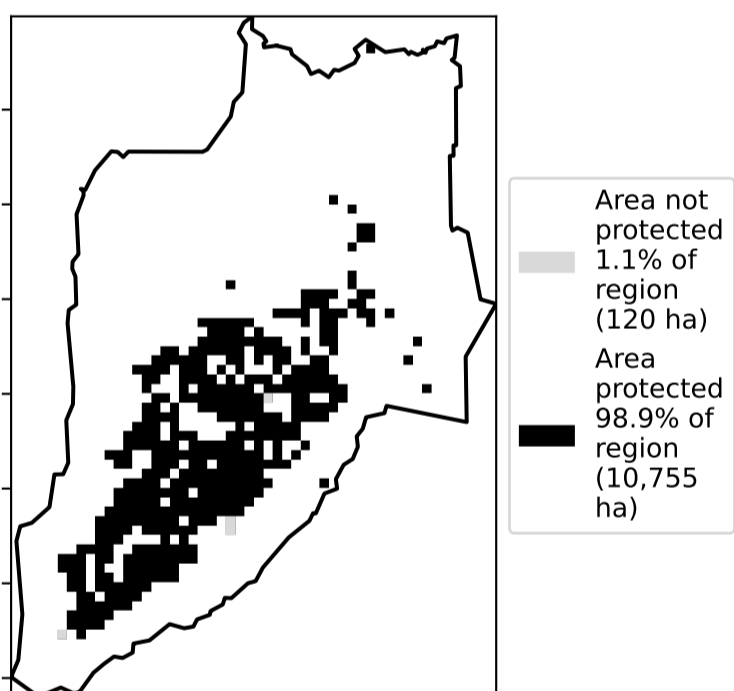 Area not
protected
1.1% of
region
(120 ha)
Area
protected
98.9% of
region
(10,755
ha)